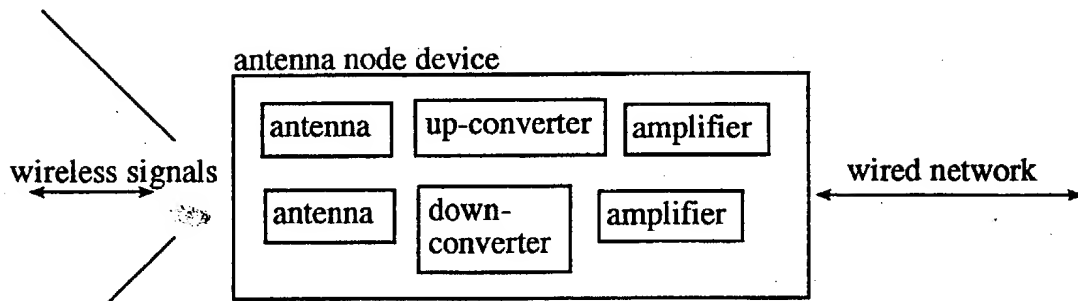 antenna node device
antenna
up-converter
amplifier
wireless signals
wired network
antenna
down-
converter
amplifier